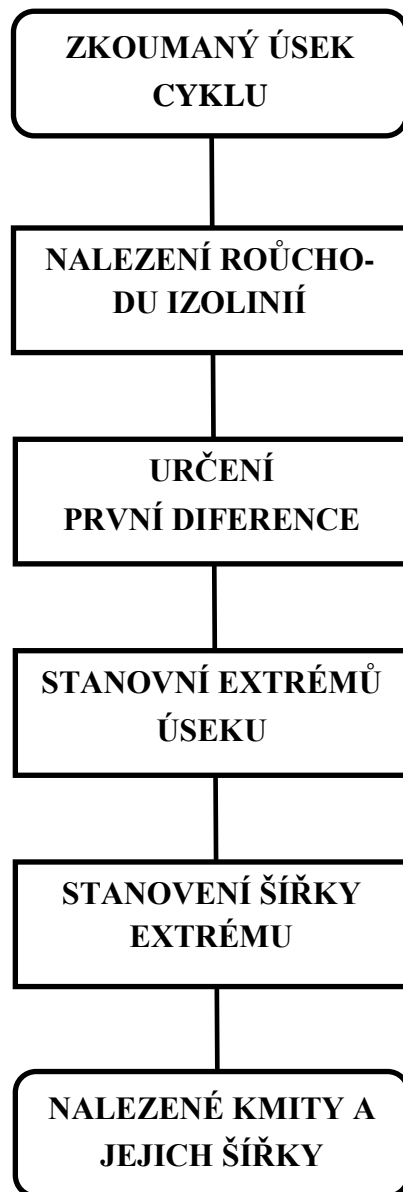 ZKOUMANÝ ÚSEK
CYKLU
NALEZENÍ ROŮCHO-
DU IZOLINIÍ
URČENÍ
PRVNÍ DIFERENCE
STANOVNÍ EXTRÉMŮ
ÚSEKU
STANOVENÍ ŠÍŘKY
EXTRÉMU
NALEZENÉ KMITY A
JEJICH ŠÍŘKY